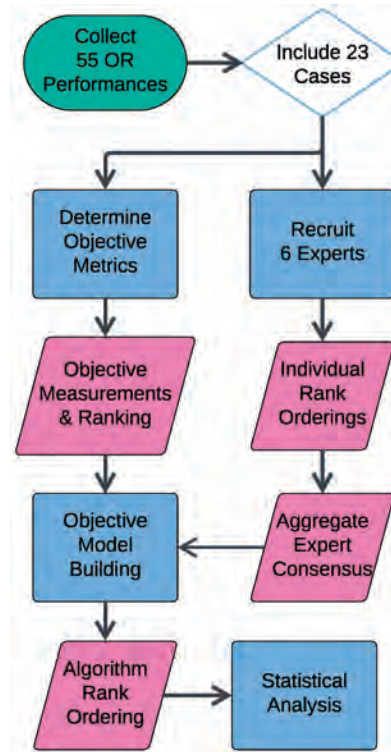 Collect
55 OR
Performances
Include 23
Cases
Determine
Objective
Metrics
Recruit
6 Experts
Objective
Measurements
& Ranking
Individual
Rank
Orderings
Objective
Model
Building
Aggregate
Expert
Consensus
Algorithm
Rank
Ordering
Statistical
Analysis